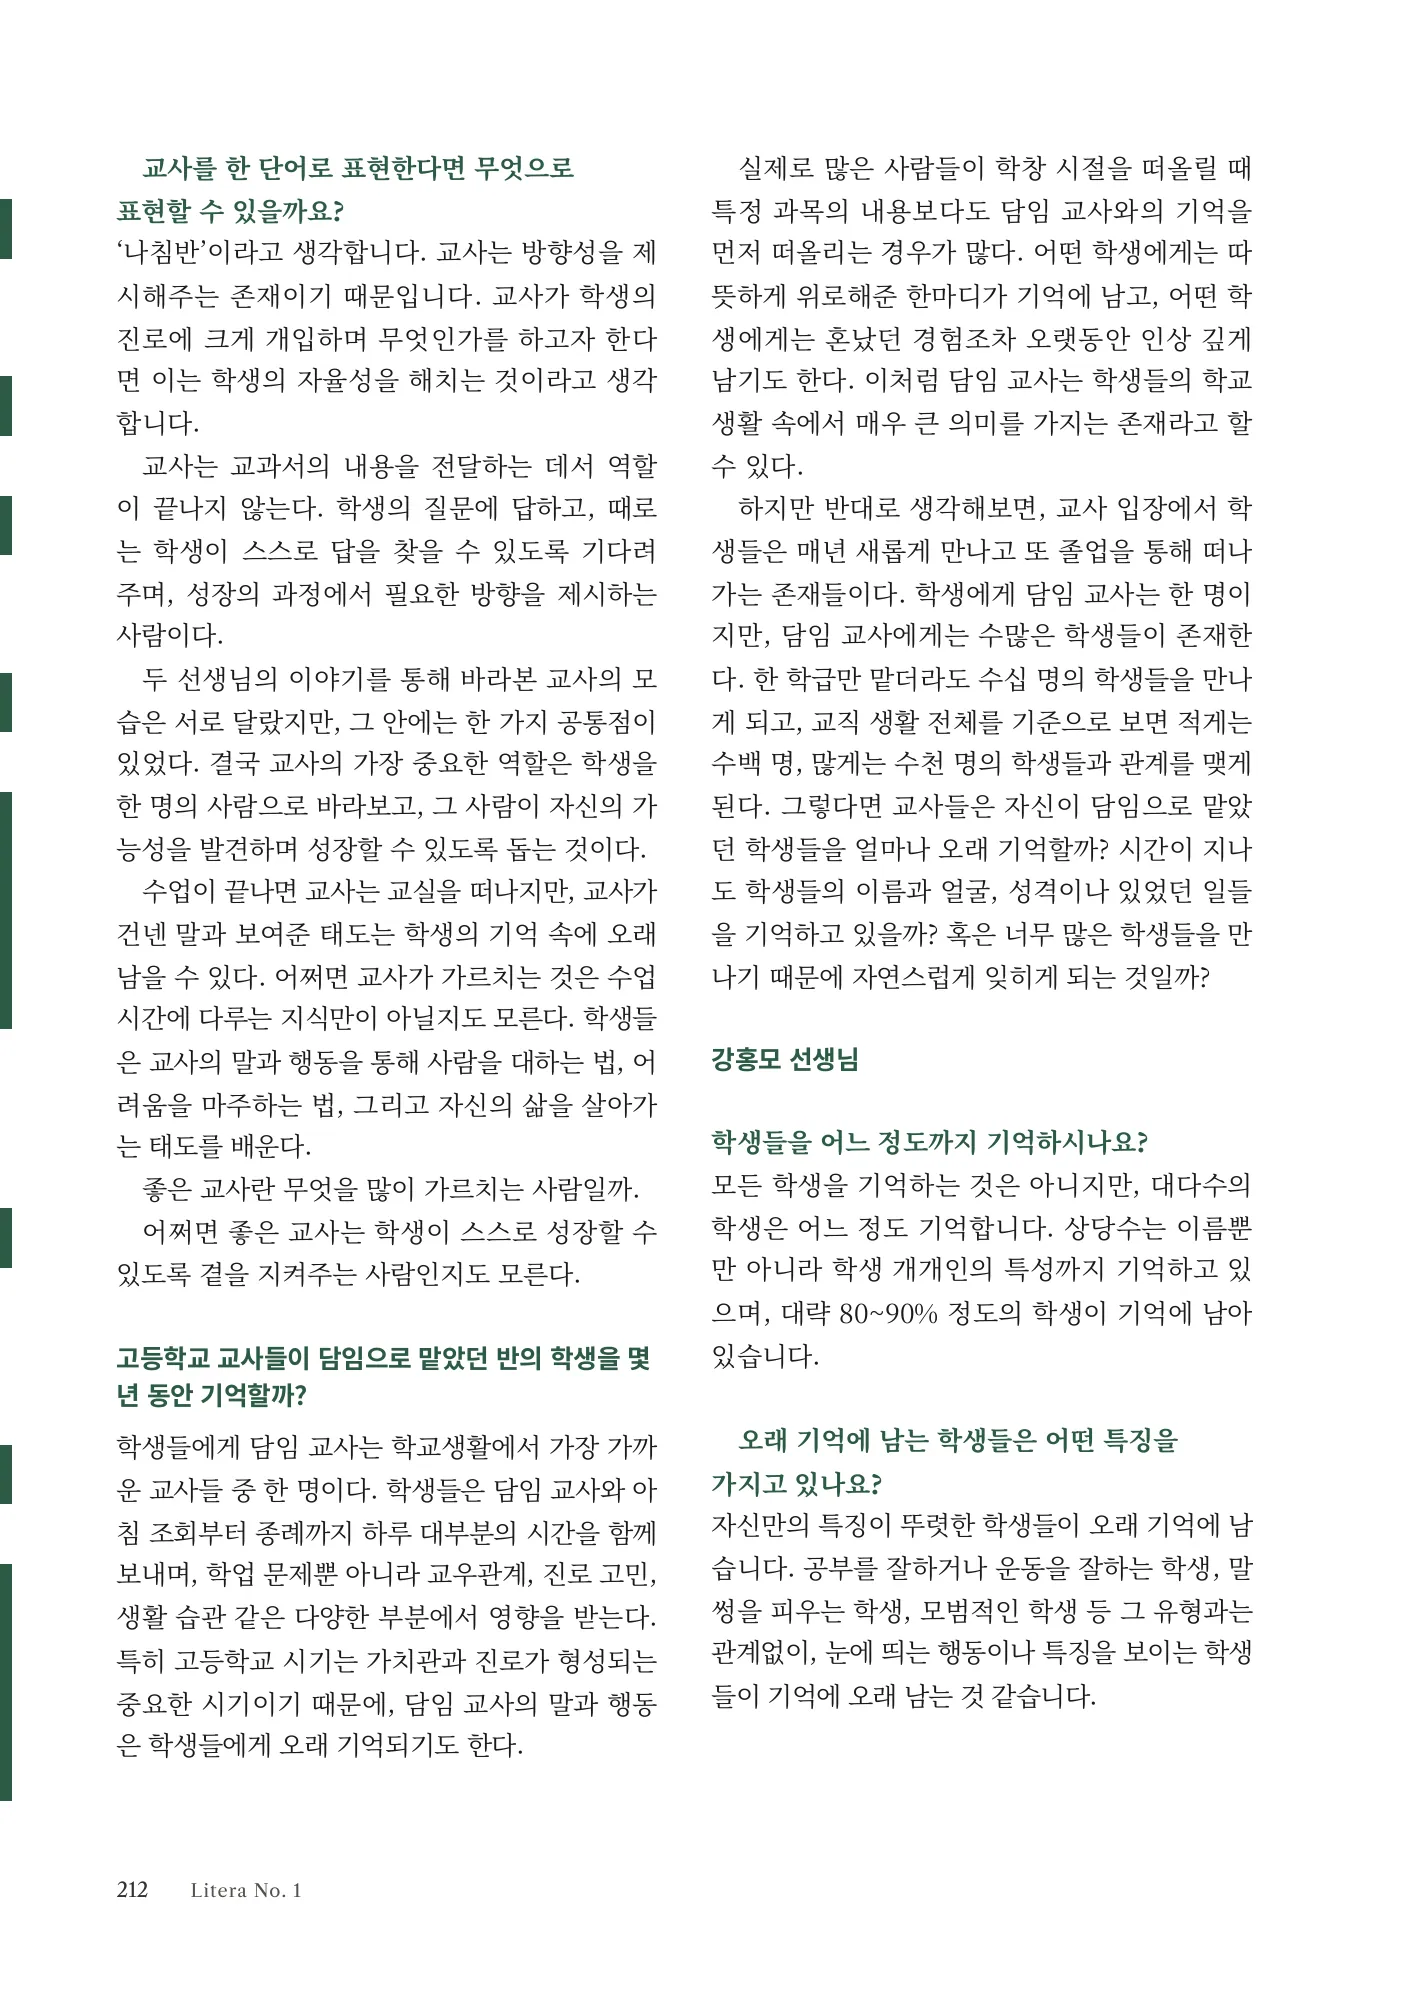 교사를 한 단어로 표현한다면 무엇으로
표현할 수 있을까요?
‘나침반’이라고 생각합니다. 교사는 방향성을 제
시해주는 존재이기 때문입니다. 교사가 학생의
진로에 크게 개입하며 무엇인가를 하고자 한다
면 이는 학생의 자율성을 해치는 것이라고 생각
합니다.
교사는 교과서의 내용을 전달하는 데서 역할
이 끝나지 않는다. 학생의 질문에 답하고, 때로
는 학생이 스스로 답을 찾을 수 있도록 기다려
주며, 성장의 과정에서 필요한 방향을 제시하는
사람이다.
두 선생님의 이야기를 통해 바라본 교사의 모
습은 서로 달랐지만, 그 안에는 한 가지 공통점이
있었다. 결국 교사의 가장 중요한 역할은 학생을
한 명의 사람으로 바라보고, 그 사람이 자신의 가
능성을 발견하며 성장할 수 있도록 돕는 것이다.
수업이 끝나면 교사는 교실을 떠나지만, 교사가
건넨 말과 보여준 태도는 학생의 기억 속에 오래
남을 수 있다. 어쩌면 교사가 가르치는 것은 수업
시간에 다루는 지식만이 아닐지도 모른다. 학생들
은 교사의 말과 행동을 통해 사람을 대하는 법, 어
려움을 마주하는 법, 그리고 자신의 삶을 살아가
는 태도를 배운다.
좋은 교사란 무엇을 많이 가르치는 사람일까.
어쩌면 좋은 교사는 학생이 스스로 성장할 수
있도록 곁을 지켜주는 사람인지도 모른다.
고등학교 교사들이 담임으로 맡았던 반의 학생을 몇
년 동안 기억할까?
학생들에게 담임 교사는 학교생활에서 가장 가까
운 교사들 중 한 명이다. 학생들은 담임 교사와 아
침 조회부터 종례까지 하루 대부분의 시간을 함께
보내며, 학업 문제뿐 아니라 교우관계, 진로 고민,
생활 습관 같은 다양한 부분에서 영향을 받는다.
특히 고등학교 시기는 가치관과 진로가 형성되는
중요한 시기이기 때문에, 담임 교사의 말과 행동
은 학생들에게 오래 기억되기도 한다.
실제로 많은 사람들이 학창 시절을 떠올릴 때
특정 과목의 내용보다도 담임 교사와의 기억을
먼저 떠올리는 경우가 많다. 어떤 학생에게는 따
뜻하게 위로해준 한마디가 기억에 남고, 어떤 학
생에게는 혼났던 경험조차 오랫동안 인상 깊게
남기도 한다. 이처럼 담임 교사는 학생들의 학교
생활 속에서 매우 큰 의미를 가지는 존재라고 할
수 있다.
하지만 반대로 생각해보면, 교사 입장에서 학
생들은 매년 새롭게 만나고 또 졸업을 통해 떠나
가는 존재들이다. 학생에게 담임 교사는 한 명이
지만, 담임 교사에게는 수많은 학생들이 존재한
다. 한 학급만 맡더라도 수십 명의 학생들을 만나
게 되고, 교직 생활 전체를 기준으로 보면 적게는
수백 명, 많게는 수천 명의 학생들과 관계를 맺게
된다. 그렇다면 교사들은 자신이 담임으로 맡았
던 학생들을 얼마나 오래 기억할까? 시간이 지나
도 학생들의 이름과 얼굴, 성격이나 있었던 일들
을 기억하고 있을까? 혹은 너무 많은 학생들을 만
나기 때문에 자연스럽게 잊히게 되는 것일까?
강홍모 선생님
학생들을 어느 정도까지 기억하시나요?
모든 학생을 기억하는 것은 아니지만, 대다수의
학생은 어느 정도 기억합니다. 상당수는 이름뿐
만 아니라 학생 개개인의 특성까지 기억하고 있
으며, 대략 80~90% 정도의 학생이 기억에 남아
있습니다.
오래 기억에 남는 학생들은 어떤 특징을
가지고 있나요?
자신만의 특징이 뚜렷한 학생들이 오래 기억에 남
습니다. 공부를 잘하거나 운동을 잘하는 학생, 말
썽을 피우는 학생, 모범적인 학생 등 그 유형과는
관계없이, 눈에 띄는 행동이나 특징을 보이는 학생
들이 기억에 오래 남는 것 같습니다.
212 Litera No. 1